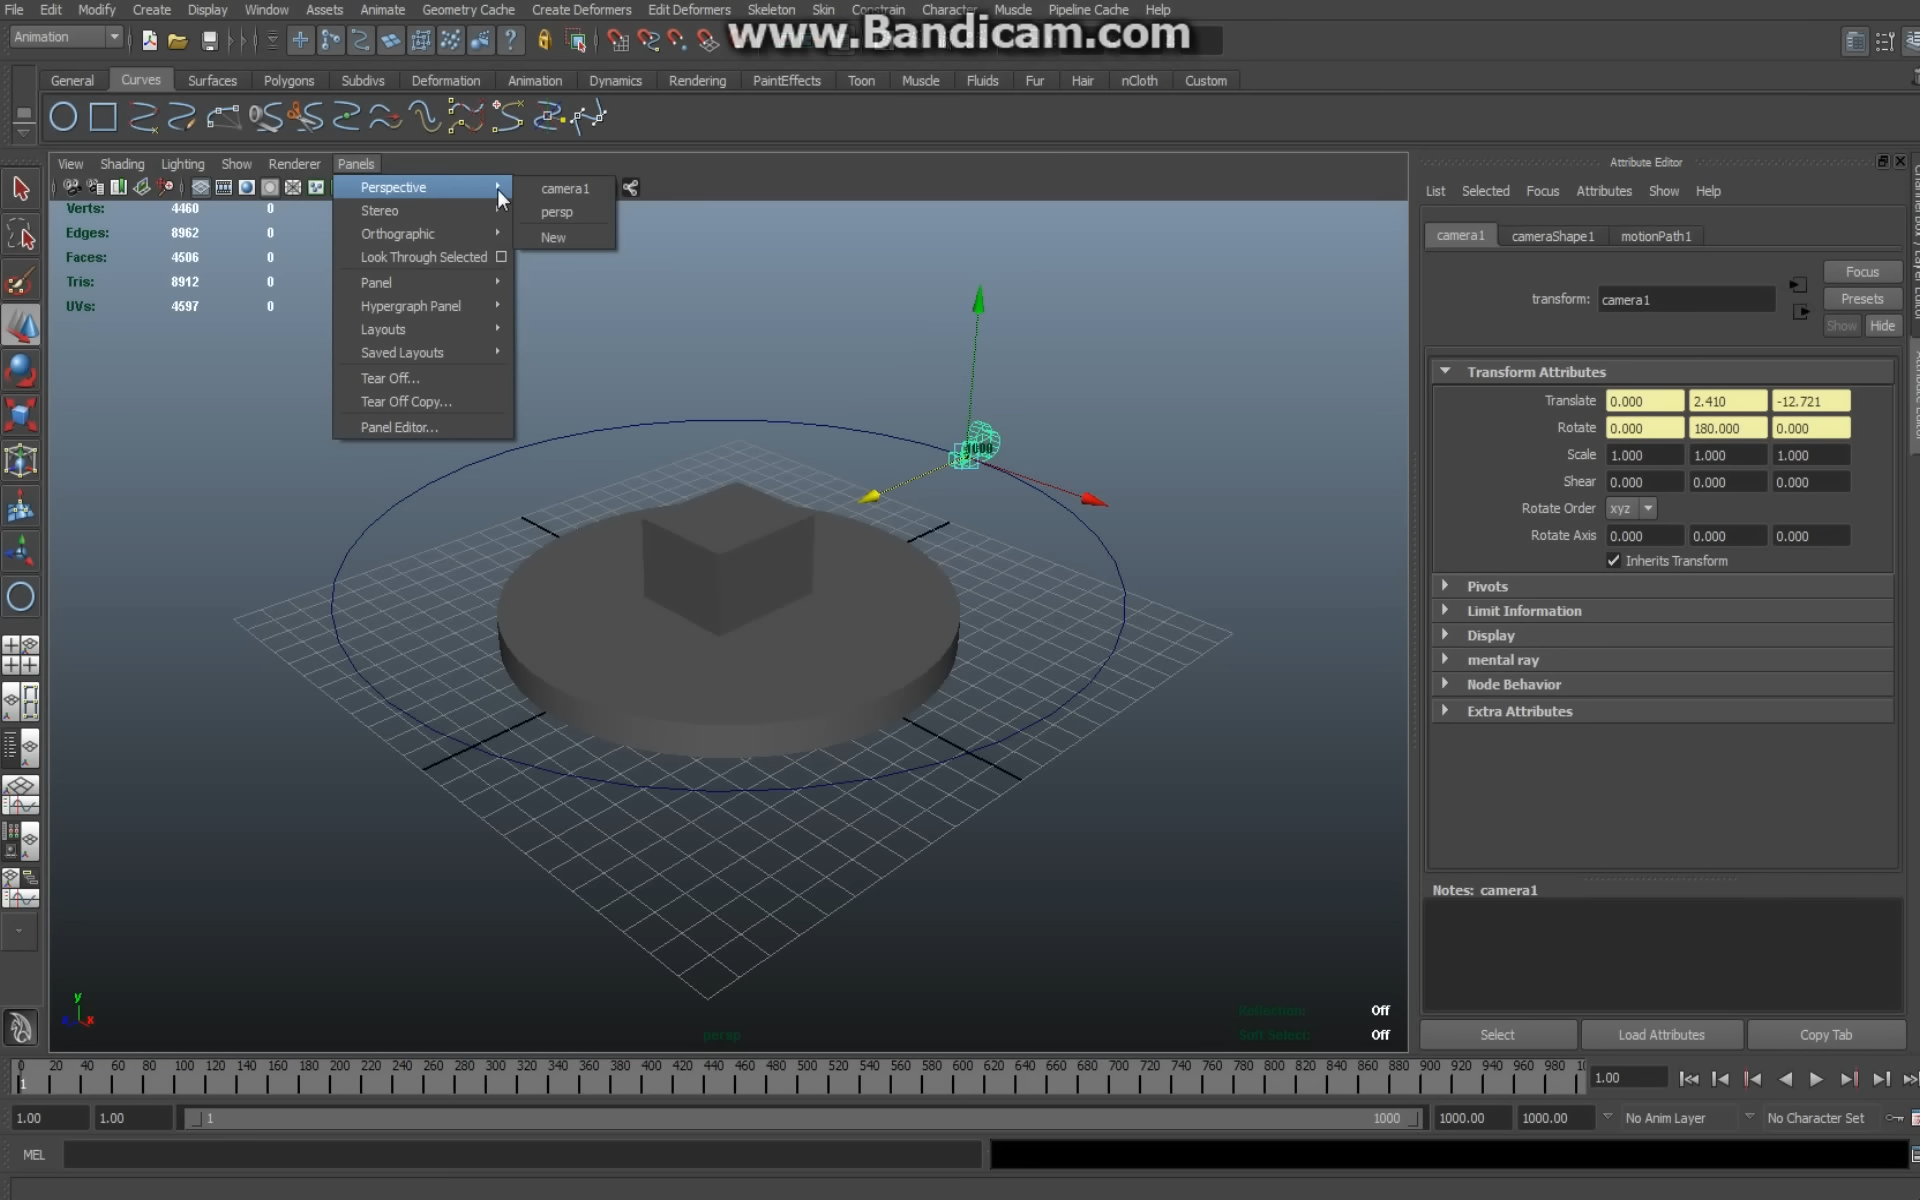 File Edit Modify Create Display Window Assets Animate Geometry Cache Create Deformers Edit Deformers Skeleton Skin Constrain Character Muscle Pipeline Cache Help
www.Bandicam.com
Animation
General Curves Surfaces Polygons Subdivs Deformation Animation Dynamics Rendering PaintEffects Toon Muscle Fluids Fur Hair nCloth Custom
View Shading Lighting Show Renderer Panels
Attribute Editor
List Selected Focus Attributes Show Help
Perspective
Stereo
Orthographic
Look Through Selected
Panel
Hypergraph Panel
Layouts
Saved Layouts
Tear Off...
Tear Off Copy...
Panel Editor...
camera1
persp
New
Verts: 4460 0
Edges: 8962 0
Faces: 4506 0
Tris: 8912 0
UVs: 4597 0
camera1 cameraShape1 motionPath1
Focus
transform: camera1
Presets
Show Hide
Transform Attributes
Translate 0.000 2.410 -12.721
Rotate 0.000 180.000 0.000
Scale 1.000 1.000 1.000
Shear 0.000 0.000 0.000
Rotate Order xyz
Rotate Axis 0.000 0.000 0.000
Inherits Transform
Pivots
Limit Information
Display
mental ray
Node Behavior
Extra Attributes
Notes: camera1
1000
y
x
persp
Reflection: Off
Soft Select: Off
Select Load Attributes Copy Tab
0 20 40 60 80 100 120 140 160 180 200 220 240 260 280 300 320 340 360 380 400 420 440 460 480 500 520 540 560 580 600 620 640 660 680 700 720 740 760 780 800 820 840 860 880 900 920 940 960 980
1
1.00
1.00 1.00 1 1000 1000.00 1000.00 No Anim Layer No Character Set
MEL